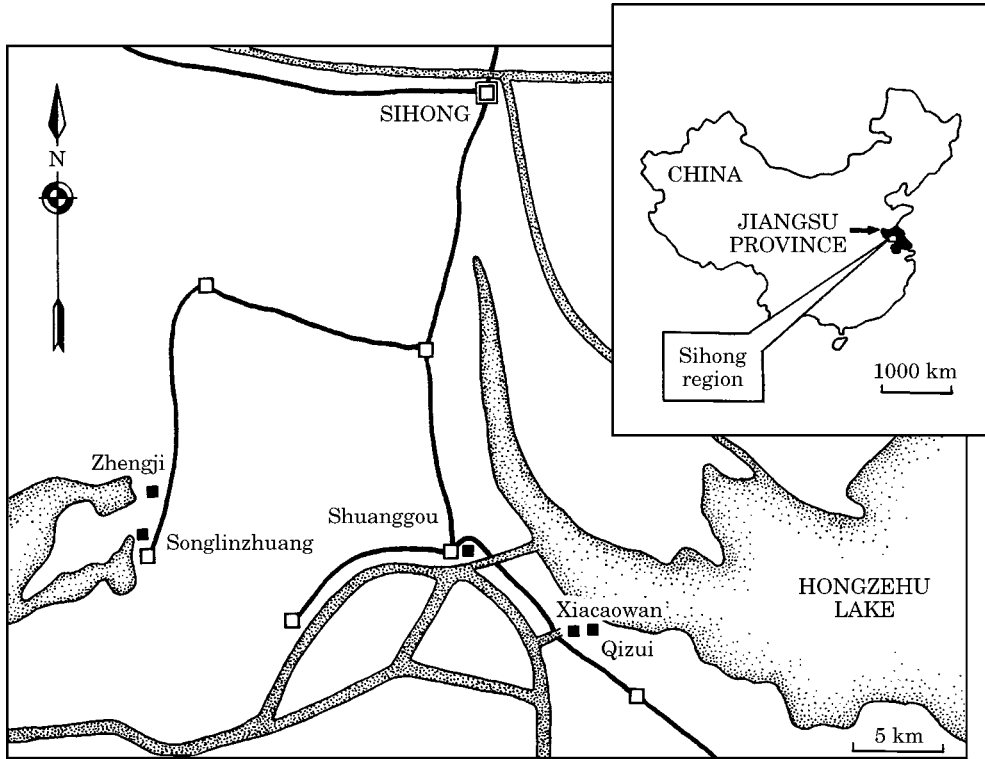 SIHONG
N
CHINA
JIANGSU
PROVINCE
Sihong
region
1000 km
Zhengji
Shuanggou
Songlinzhuang
HONGZEHU
LAKE
Xiacaowan
Qizui
5 km